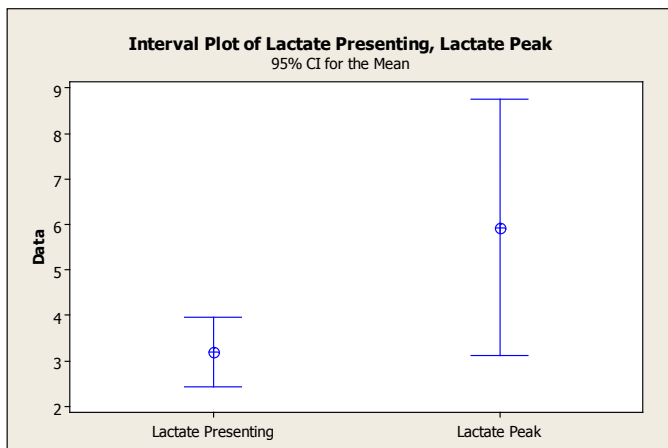 Interval Plot of Lactate Presenting, Lactate Peak
95% CI for the Mean
9
8
7
6
5
4
3
2
Data
Lactate Presenting
Lactate Peak